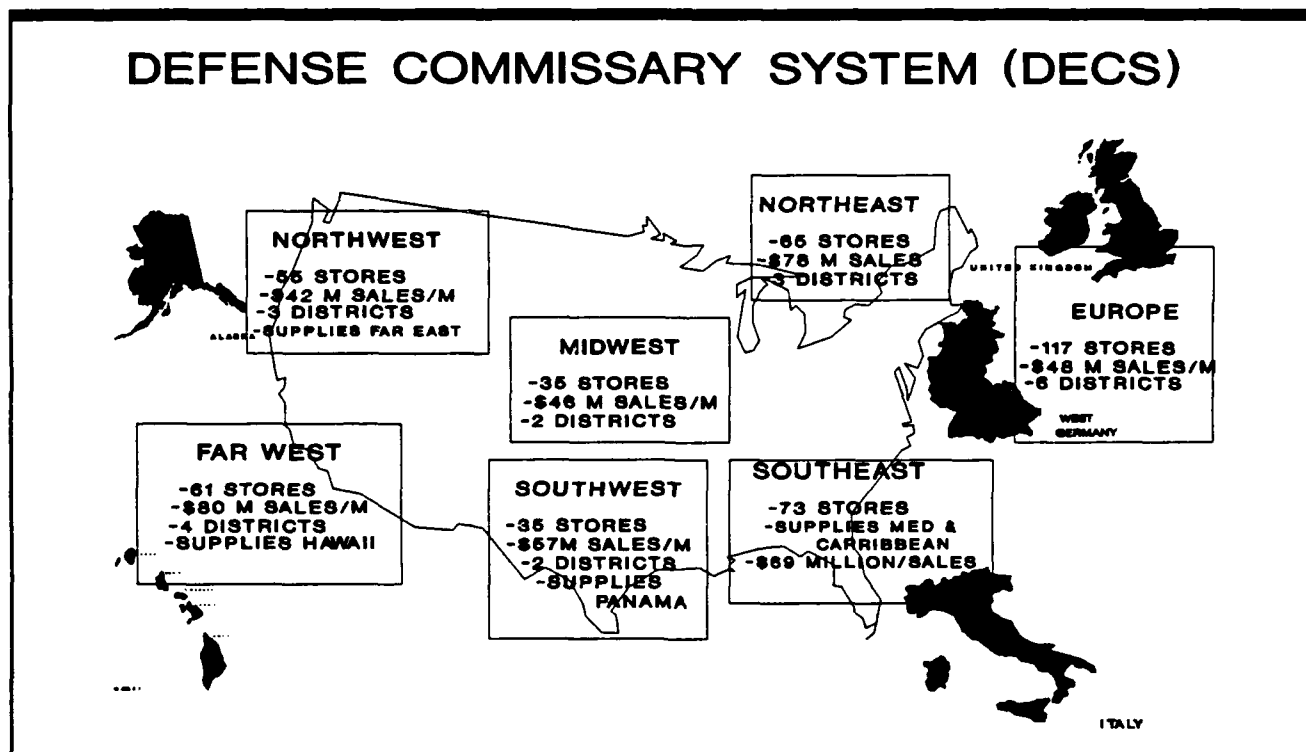 DEFENSE COMMISSARY SYSTEM (DECS)
NORTHWEST
-55 STORES
-$42 M SALES/M
-3 DISTRICTS
-SUPPLIES FAR EAST
ALASKA
NORTHEAST
-65 STORES
-$78 M SALES
-3 DISTRICTS
UNITED KINGDOM
EUROPE
-117 STORES
-$48 M SALES/M
-6 DISTRICTS
WEST
GERMANY
MIDWEST
-35 STORES
-$46 M SALES/M
-2 DISTRICTS
FAR WEST
-61 STORES
-$80 M SALES/M
-4 DISTRICTS
-SUPPLIES HAWAII
SOUTHWEST
-35 STORES
-$57M SALES/M
-2 DISTRICTS
-SUPPLIES
PANAMA
SOUTHEAST
-73 STORES
-SUPPLIES MED &
CARRIBBEAN
-$69 MILLION/SALES
ITALY